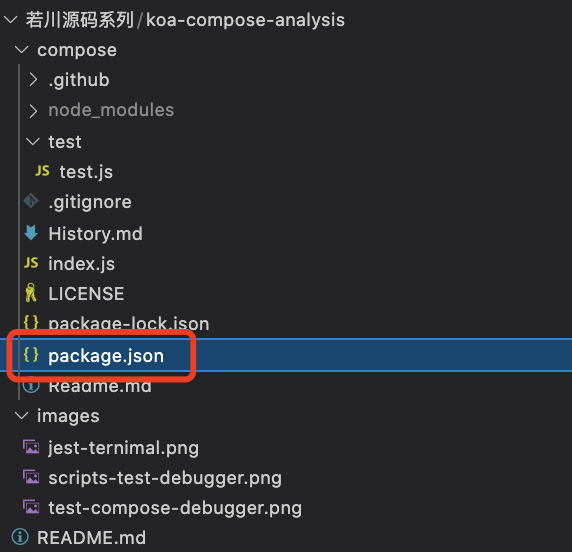 若川源码系列/koa-compose-analysis
compose
.github
node_modules
test
JS test.js
.gitignore
History.md
JS index.js
LICENSE
{} package-lock.json
{} package.json
Readme.md
images
jest-ternimal.png
scripts-test-debugger.png
test-compose-debugger.png
README.md